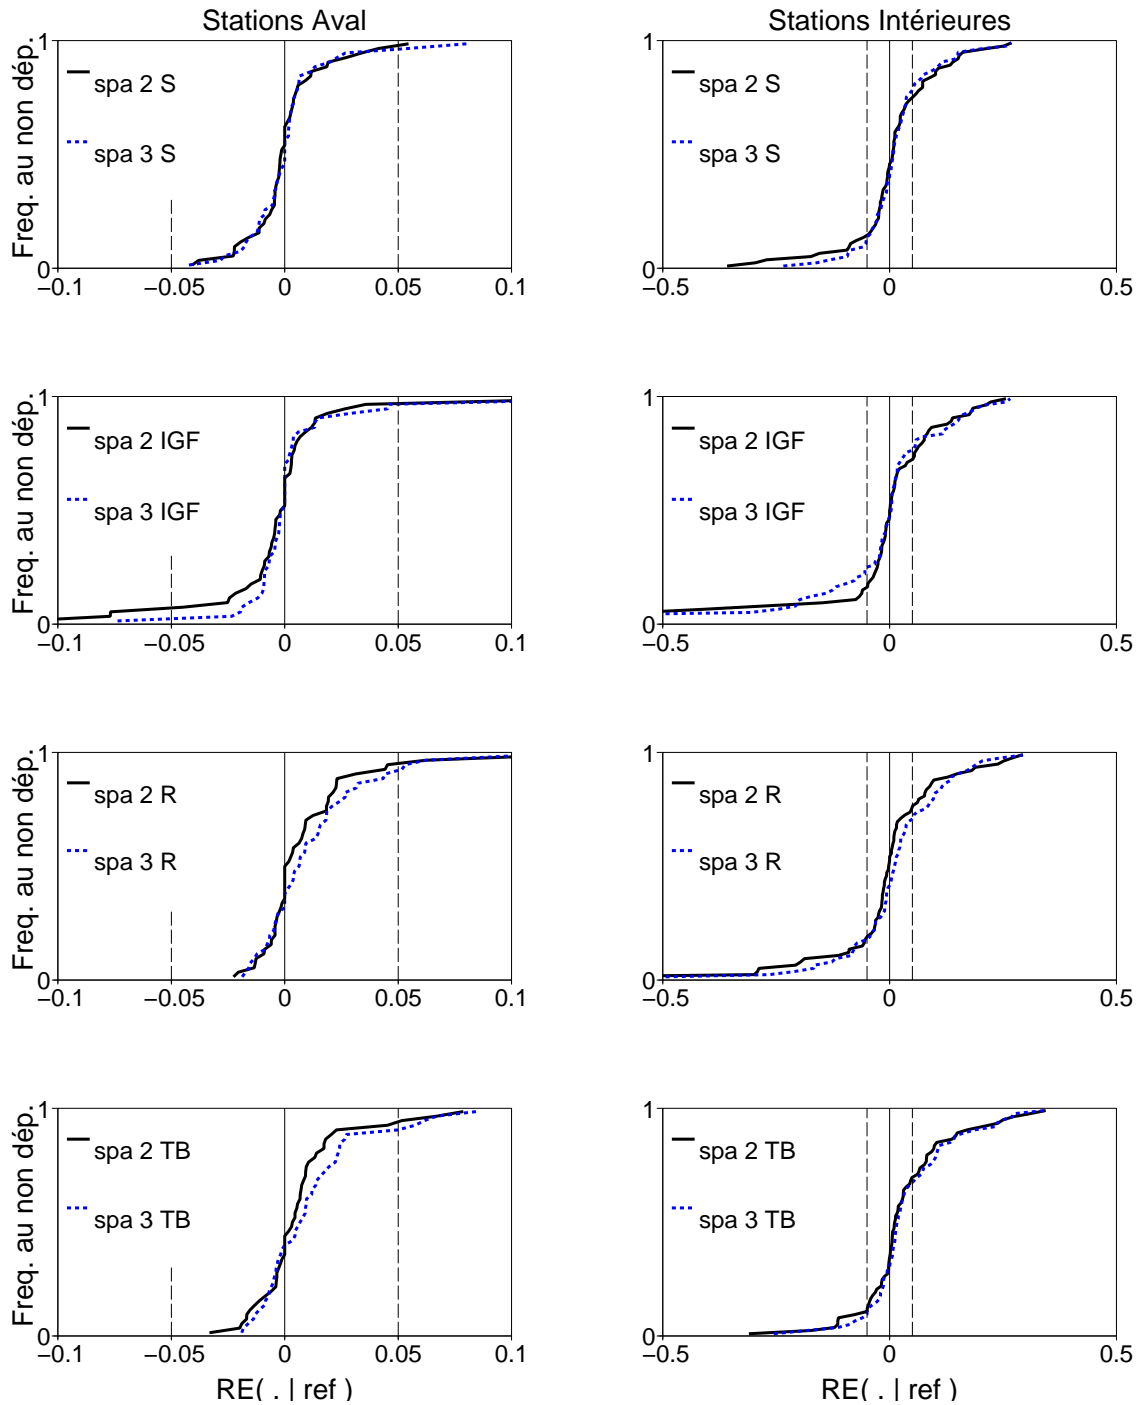 Stations Aval
Stations Intérieures
Freq. au non dép.
1
0
spa 2 S
spa 3 S
−0.1
−0.05
0
0.05
0.1
1
0
spa 2 S
spa 3 S
−0.5
0
0.5
Freq. au non dép.
1
0
spa 2 IGF
spa 3 IGF
−0.1
−0.05
0
0.05
0.1
1
0
spa 2 IGF
spa 3 IGF
−0.5
0
0.5
Freq. au non dép.
1
0
spa 2 R
spa 3 R
−0.1
−0.05
0
0.05
0.1
1
0
spa 2 R
spa 3 R
−0.5
0
0.5
Freq. au non dép.
1
0
spa 2 TB
spa 3 TB
−0.1
−0.05
0
0.05
0.1
RE( . | ref )
1
0
spa 2 TB
spa 3 TB
−0.5
0
0.5
RE( . | ref )